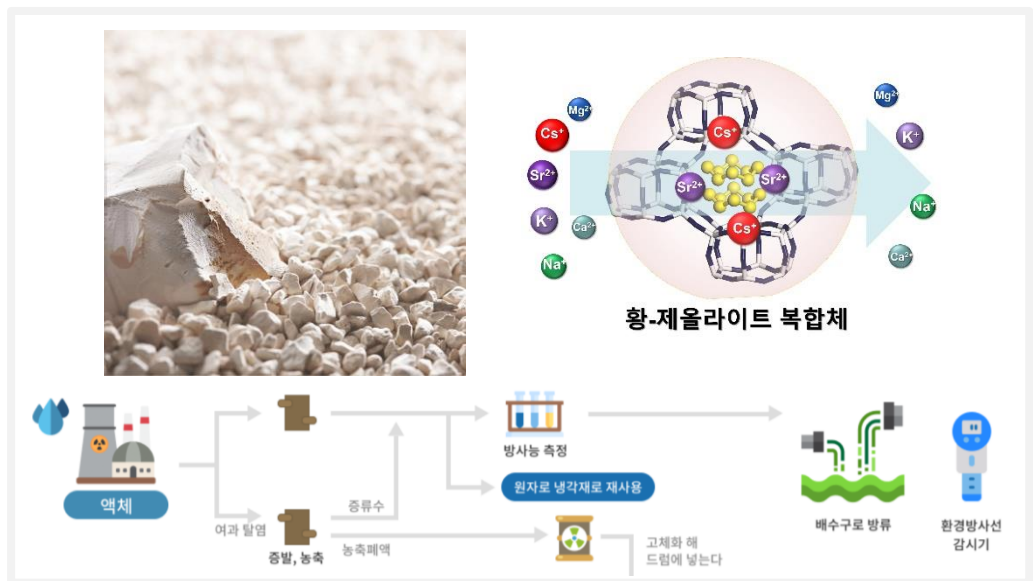 Mg²⁺
Cs⁺
Sr²⁺
K⁺
Ca²⁺
Na⁺
Cs⁺
Sr²⁺
Sr²⁺
Cs⁺
Mg²⁺
K⁺
Na⁺
Ca²⁺
황-제올라이트 복합체
액체
여과 탈염
증발, 농축
증류수
농축폐액
방사능 측정
원자로 냉각재로 재사용
고체화 해
드럼에 넣는다
배수구로 방류
환경방사선
감시기